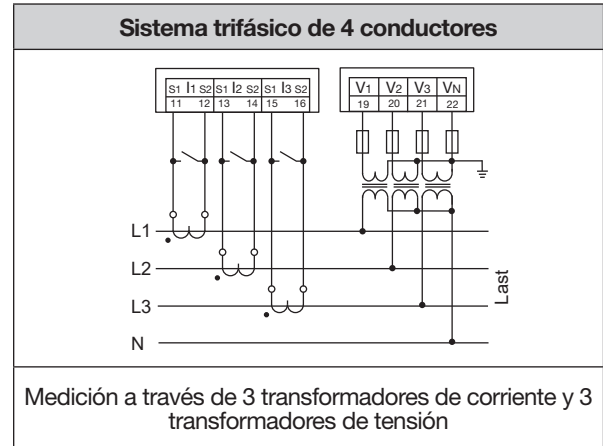 Sistema trifásico de 4 conductores
S1 I1 S2 S1 I2 S2 S1 I3 S2
11 12 13 14 15 16
V1 V2 V3 VN
19 20 21 22
L1
L2
L3
N
Last
Medición a través de 3 transformadores de corriente y 3
transformadores de tensión